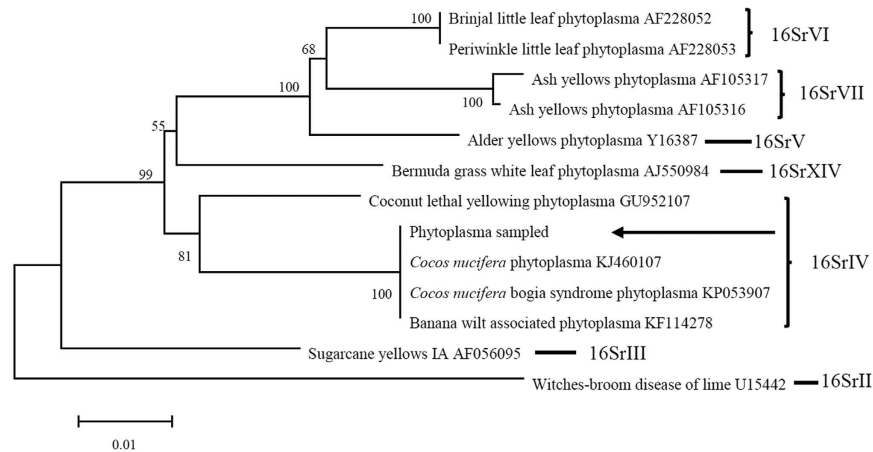 100
Brinjal little leaf phytoplasma AF228052
16SrVI
68
Periwinkle little leaf phytoplasma AF228053
Ash yellows phytoplasma AF105317
100
100
16SrVII
Ash yellows phytoplasma AF105316
55
Alder yellows phytoplasma Y16387
16SrV
99
Bermuda grass white leaf phytoplasma AJ550984
16SrXIV
Coconut lethal yellowing phytoplasma GU952107
Phytoplasma sampled
81
Cocos nucifera phytoplasma KJ460107
16SrIV
100
Cocos nucifera bogia syndrome phytoplasma KP053907
Banana wilt associated phytoplasma KF114278
Sugarcane yellows IA AF056095
16SrIII
Witches-broom disease of lime U15442
16SrII
0.01